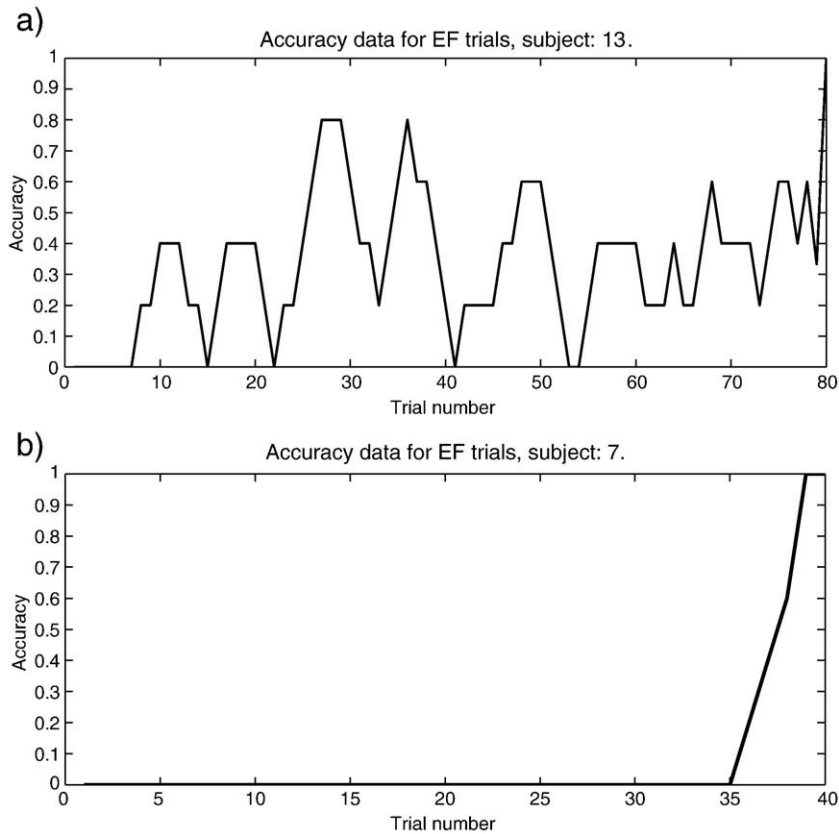 a)
Accuracy data for EF trials, subject: 13.
1
0.9
0.8
0.7
0.6
0.5
0.4
0.3
0.2
0.1
0
Accuracy
0 10 20 30 40 50 60 70 80
Trial number
b)
Accuracy data for EF trials, subject: 7.
1
0.9
0.8
0.7
0.6
0.5
0.4
0.3
0.2
0.1
0
Accuracy
0 5 10 15 20 25 30 35 40
Trial number